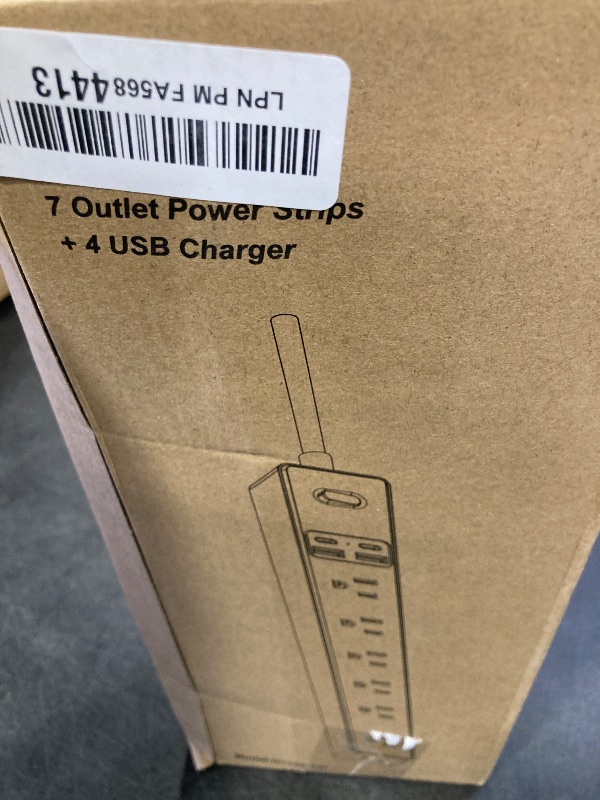 LPN PM FA5684413
7 Outlet Power Strips
+ 4 USB Charger